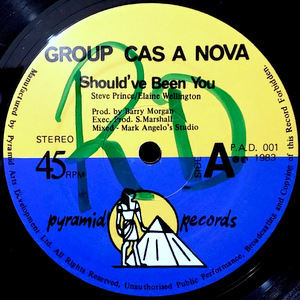 GROUP CAS A NOVA
Should've Been You
Steve Prince/Elaine Wellington
Prod. by Barry Morgan
Exec. Prod. S.Marshall
Mixed - Mark Angelo's Studio
STEREO
45 RPM
RD
SIDE A
P.A.D. 001
1983
pyramid records
Manufactured by Pyramid Arts Development Ltd. All Rights Reserved, Unauthorised Public Performance, Broadcasting and Copying of this Record Forbidden.